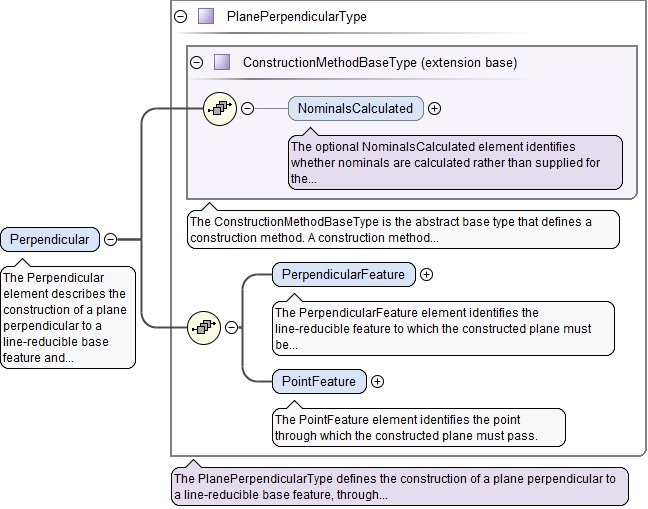 PlanePerpendicularType
ConstructionMethodBaseType (extension base)
NominalsCalculated
The optional NominalsCalculated element identifies
whether nominals are calculated rather than supplied for
the...
The ConstructionMethodBaseType is the abstract base type that defines a
construction method. A construction method...
Perpendicular
The Perpendicular
element describes the
construction of a plane
perpendicular to a
line-reducible base
feature and...
PerpendicularFeature
The PerpendicularFeature element identifies the
line-reducible feature to which the constructed plane must
be...
PointFeature
The PointFeature element identifies the point
through which the constructed plane must pass.
The PlanePerpendicularType defines the construction of a plane perpendicular to
a line-reducible base feature, through...